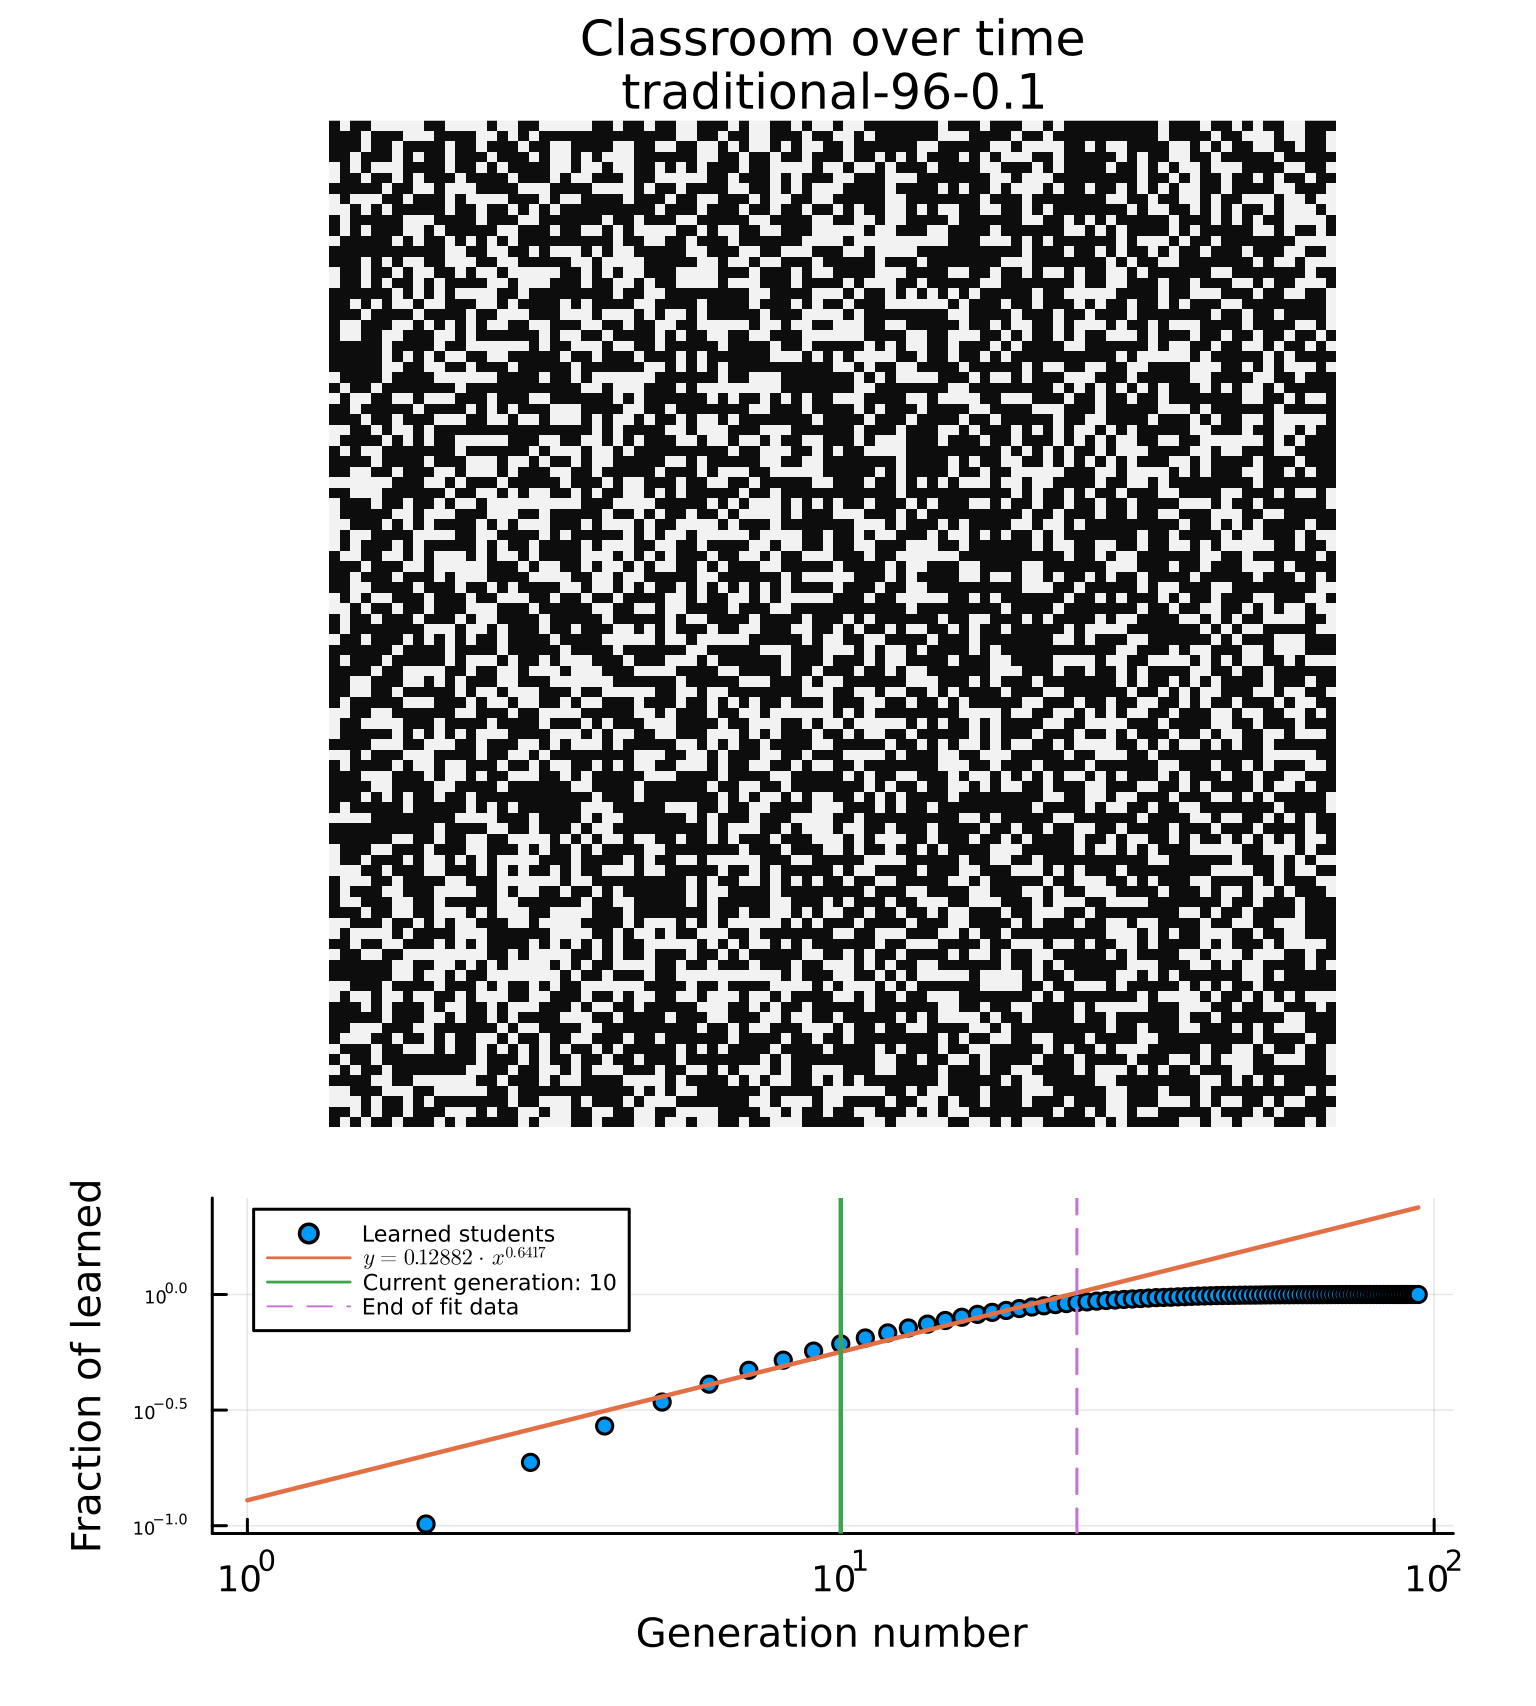 Classroom over time
traditional-96-0.1
Fraction of learned
Learned students
y = 0.12882 · x^0.6417
Current generation: 10
End of fit data
10^0.0
10^−0.5
10^−1.0
10^0 10^1 10^2
Generation number